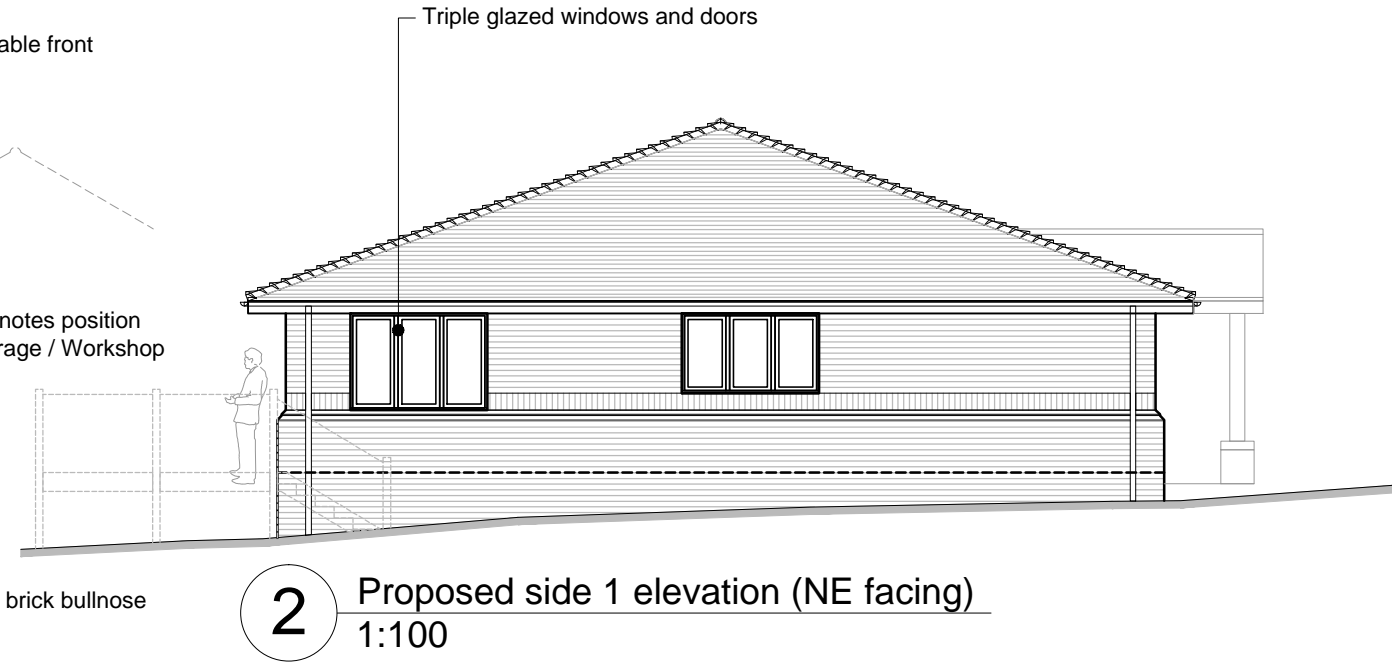 Triple glazed windows and doors
able front
notes position
rage / Workshop
brick bullnose
2
Proposed side 1 elevation (NE facing)
1:100